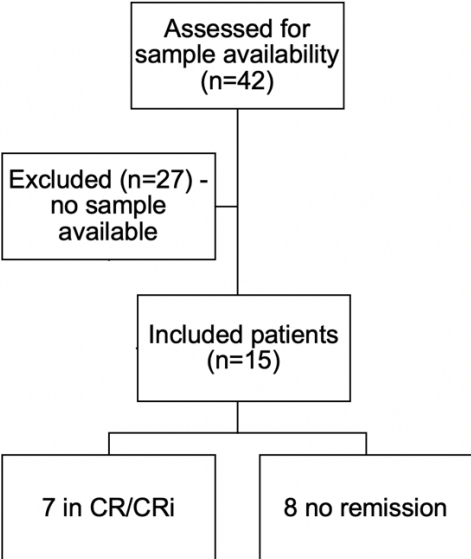 Assessed for
sample availability
(n=42)
Excluded (n=27) -
no sample
available
Included patients
(n=15)
7 in CR/CRi
8 no remission